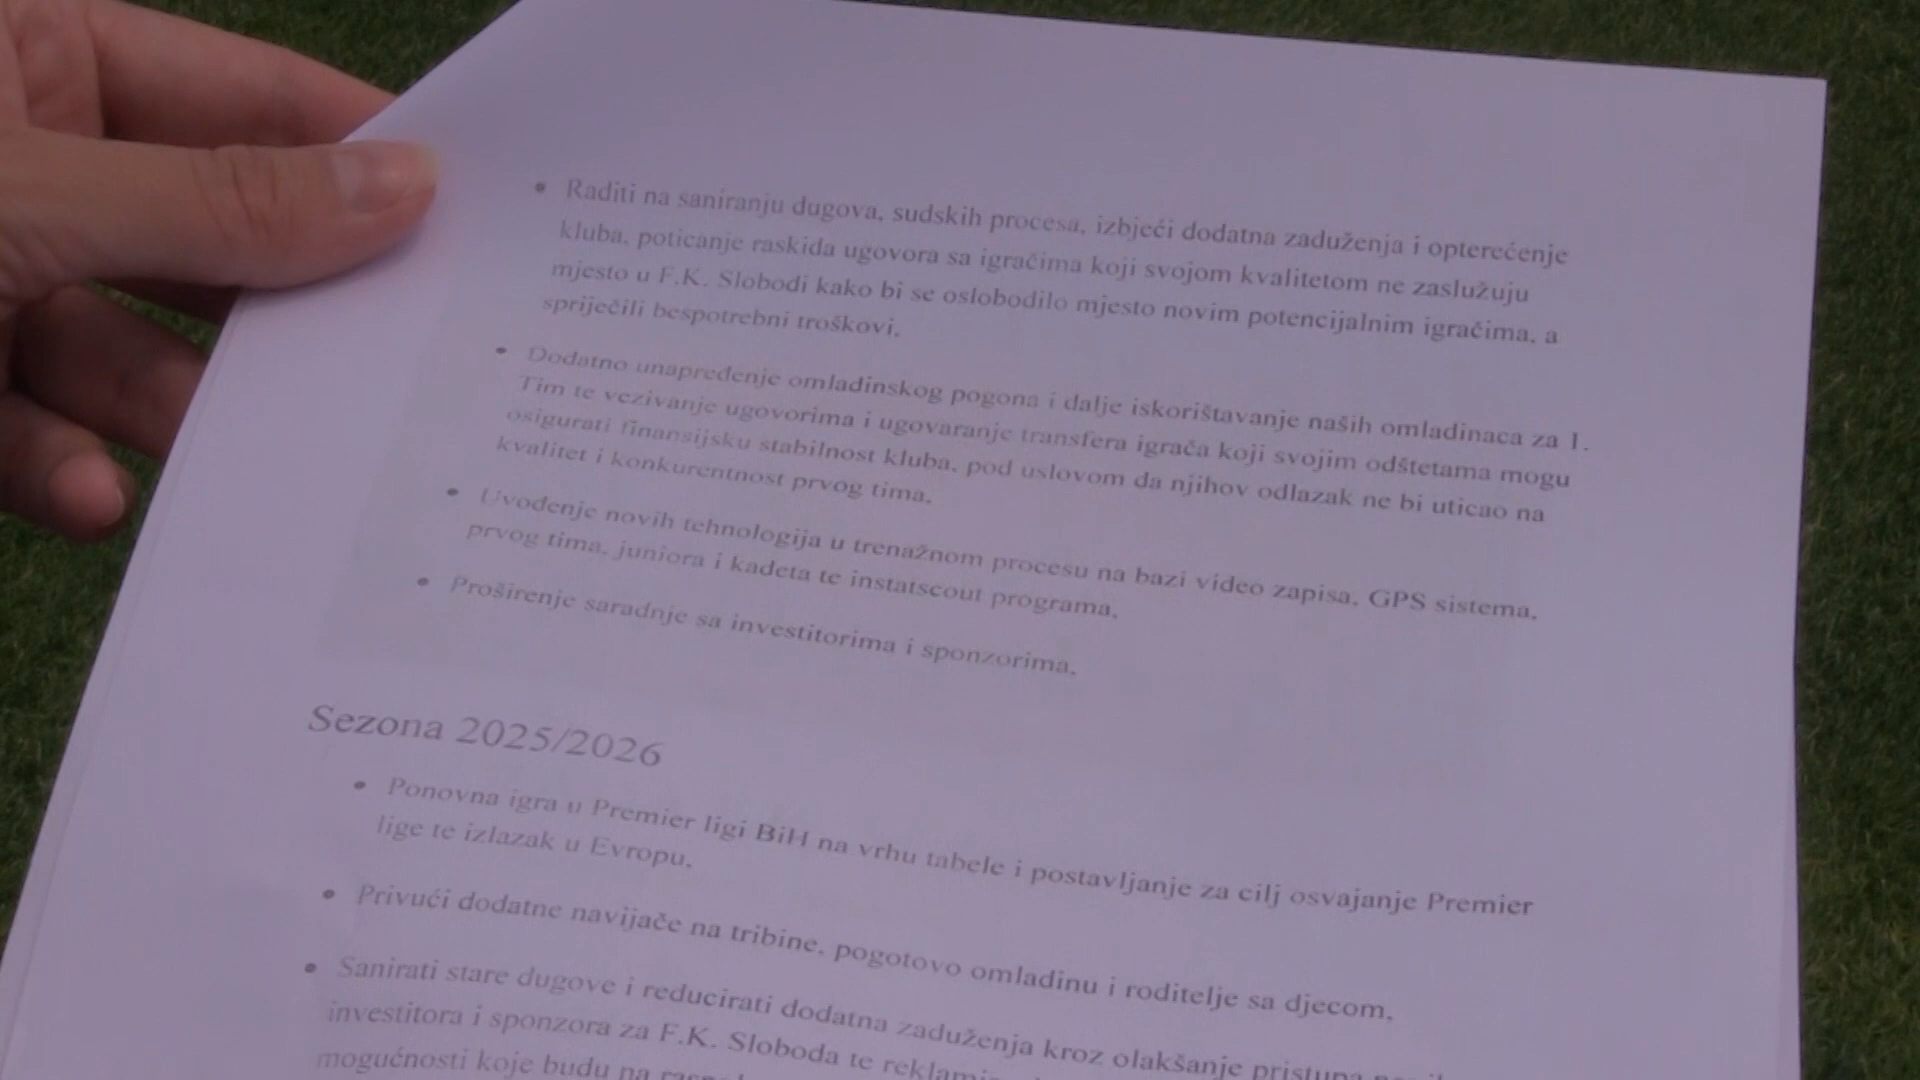 • Raditi na saniranju dugova, sudskih procesa, izbjeći dodatna zaduženja i opterećenje
kluba, poticanje raskida ugovora sa igračima koji svojom kvalitetom ne zaslužuju
mjesto u F.K. Slobodi kako bi se oslobodilo mjesto novim potencijalnim igračima, a
spriječili bespotrebni troškovi.
• Dodatno unapređenje omladinskog pogona i dalje iskorištavanje naših omladinaca za 1.
Tim te vezivanje ugovorima i ugovaranje transfera igrača koji svojim odštetama mogu
osigurati finansijsku stabilnost kluba, pod uslovom da njihov odlazak ne bi uticao na
kvalitet i konkurentnost prvog tima.
• Uvođenje novih tehnologija u trenažnom procesu na bazi video zapisa, GPS sistema,
prvog tima, juniora i kadeta te instatscout programa,
• Proširenje saradnje sa investitorima i sponzorima,
Sezona 2025/2026
• Ponovna igra u Premier ligi BiH na vrhu tabele i postavljanje za cilj osvajanje Premier
lige te izlazak u Evropu,
• Privući dodatne navijače na tribine, pogotovo omladinu i roditelje sa djecom,
• Sanirati stare dugove i reducirati dodatna zaduženja kroz olakšanje pristupa
investitora i sponzora za F.K. Sloboda te
mogućnosti koje budu na